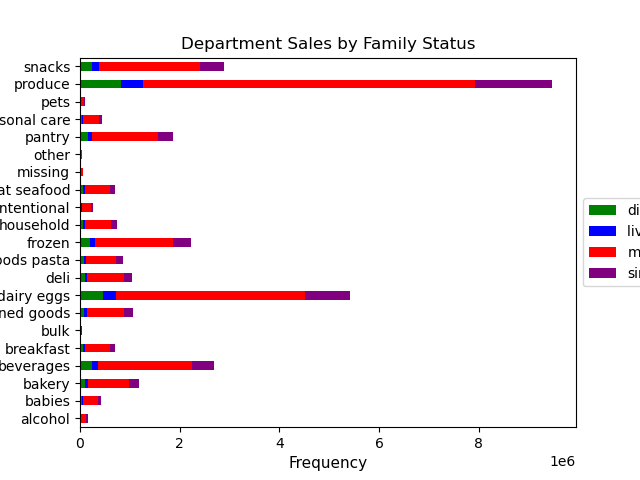 Department Sales by Family Status
snacks
produce
pets
sonal care
pantry
other
missing
at seafood
ntentional
household
frozen
oods pasta
deli
dairy eggs
ned goods
bulk
breakfast
beverages
bakery
babies
alcohol
0 2 4 6 8
1e6
Frequency
di
liv
m
sin